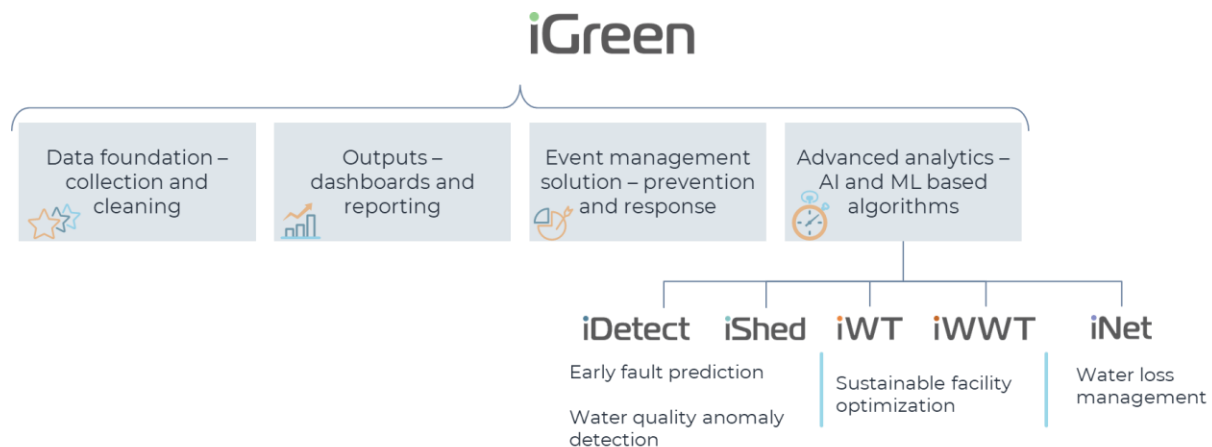 iGreen
Data foundation –
collection and
cleaning
Outputs –
dashboards and
reporting
Event management
solution – prevention
and response
Advanced analytics –
AI and ML based
algorithms
iDetect
iShed
iWT
iWWT
iNet
Early fault prediction
Water quality anomaly
detection
Sustainable facility
optimization
Water loss
management